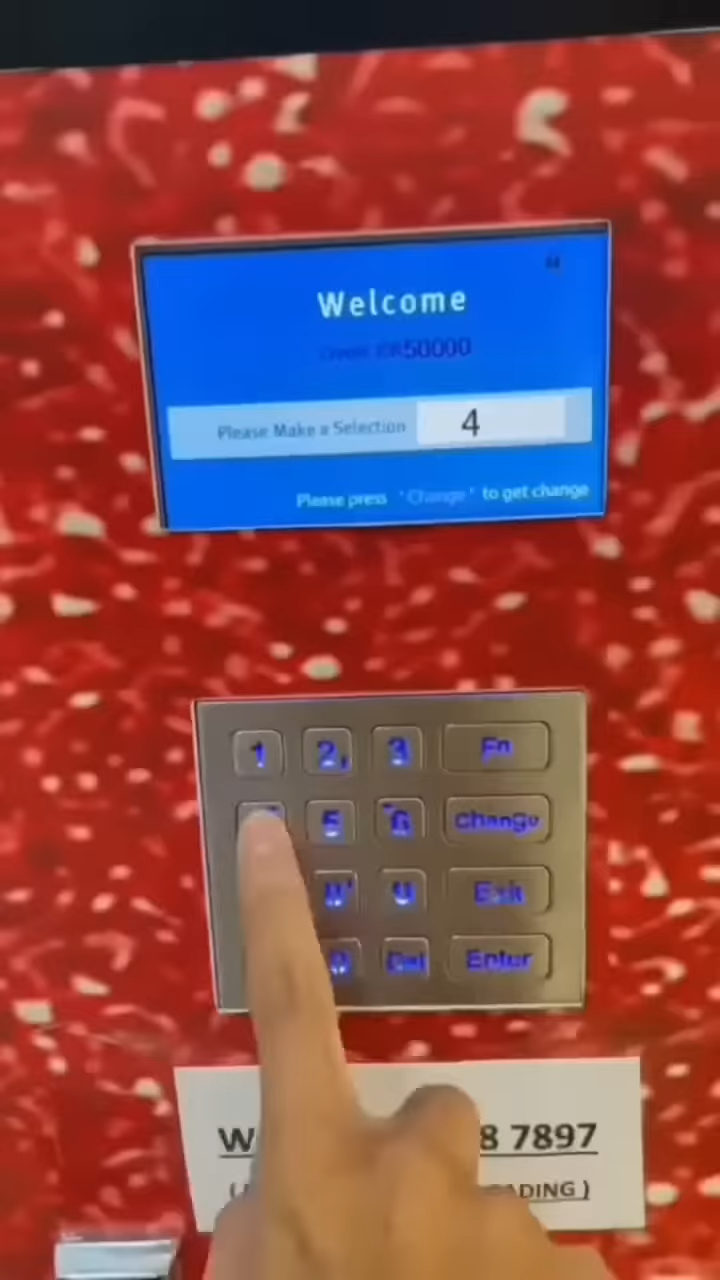 Welcome
50000
Please Make a Selection 4
Please press "Change" to get change
1 2 3 Fn
5 6 Change
Exit
Del Enter
W 8 7897
( ADING )